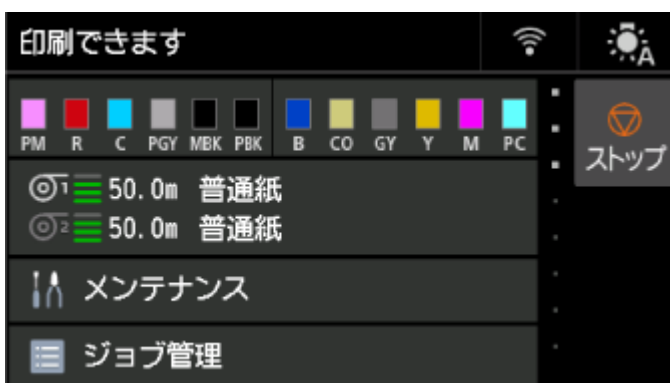 印刷できます
A
PM R C PGY MBK PBK B CO GY Y M PC
ストップ
1 50.0m 普通紙
2 50.0m 普通紙
メンテナンス
ジョブ管理